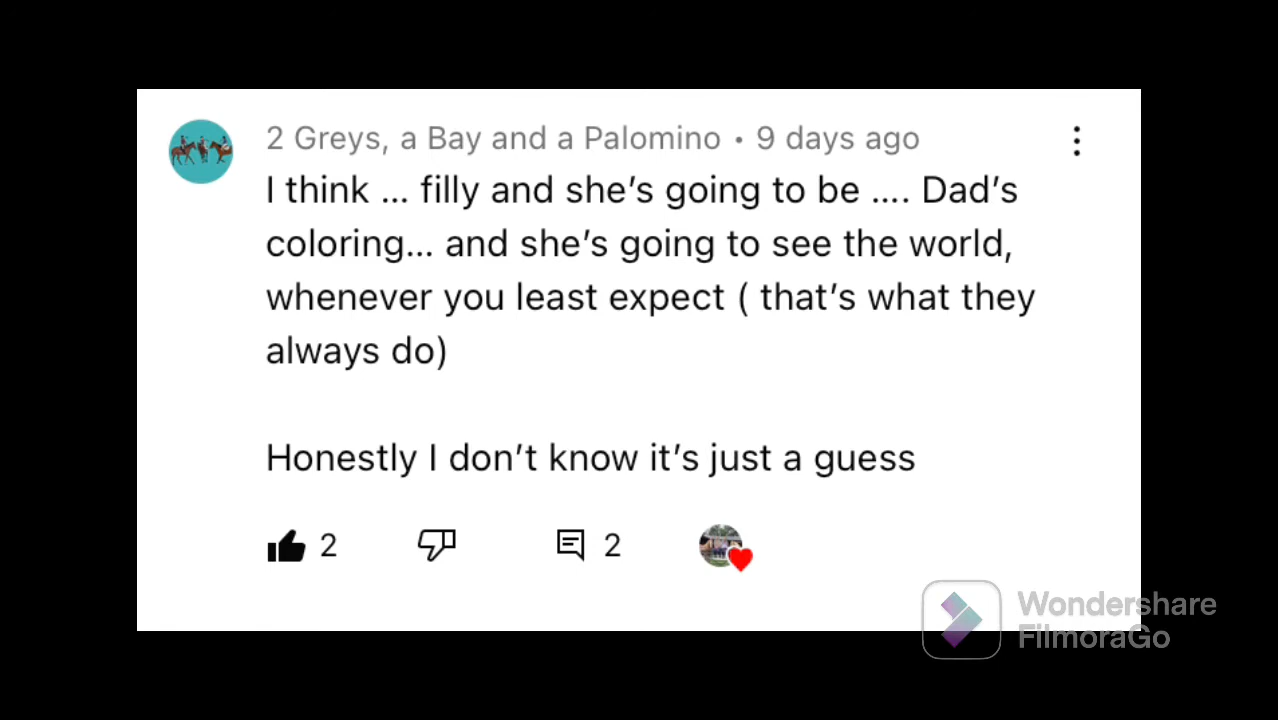 2 Greys, a Bay and a Palomino • 9 days ago
I think ... filly and she’s going to be .... Dad’s
coloring... and she’s going to see the world,
whenever you least expect ( that’s what they
always do)
Honestly I don’t know it’s just a guess
2 2
Wondershare
FilmoraGo